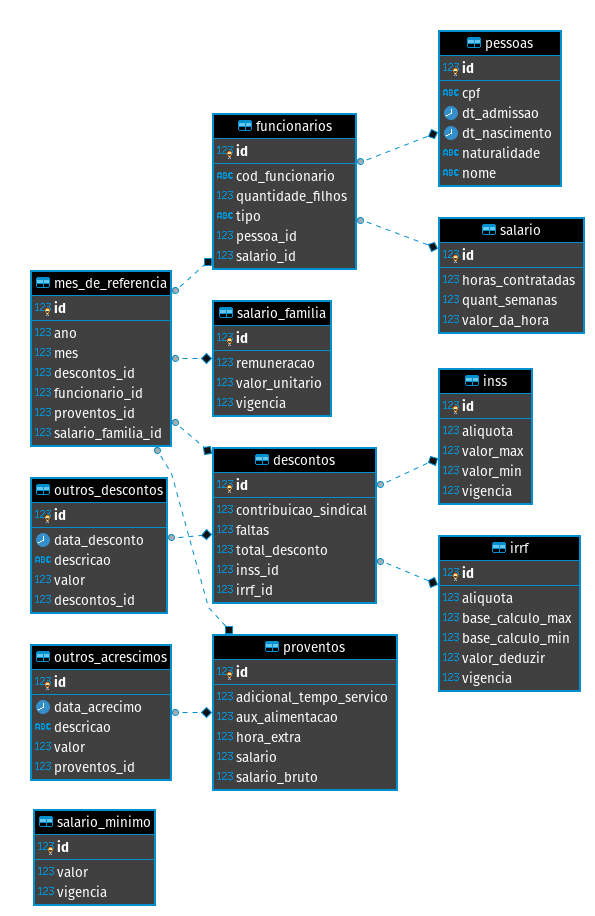 pessoas
123 id
ABC cpf
dt_admissao
dt_nascimento
ABC naturalidade
ABC nome
funcionarios
123 id
ABC cod_funcionario
123 quantidade_filhos
ABC tipo
123 pessoa_id
123 salario_id
salario
123 id
123 horas_contratadas
123 quant_semanas
123 valor_da_hora
mes_de_referencia
123 id
123 ano
123 mes
123 descontos_id
123 funcionario_id
123 proventos_id
123 salario_familia_id
salario_familia
123 id
123 remuneracao
123 valor_unitario
123 vigencia
inss
123 id
123 aliquota
123 valor_max
123 valor_min
123 vigencia
descontos
123 id
123 contribuicao_sindical
123 faltas
123 total_desconto
123 inss_id
123 irrf_id
outros_descontos
123 id
data_desconto
ABC descricao
123 valor
123 descontos_id
irrf
123 id
123 aliquota
123 base_calculo_max
123 base_calculo_min
123 valor_deduzir
123 vigencia
proventos
123 id
123 adicional_tempo_servico
123 aux_alimentacao
123 hora_extra
123 salario
123 salario_bruto
outros_acrescimos
123 id
data_acrecimo
ABC descricao
123 valor
123 proventos_id
salario_minimo
123 id
123 valor
123 vigencia